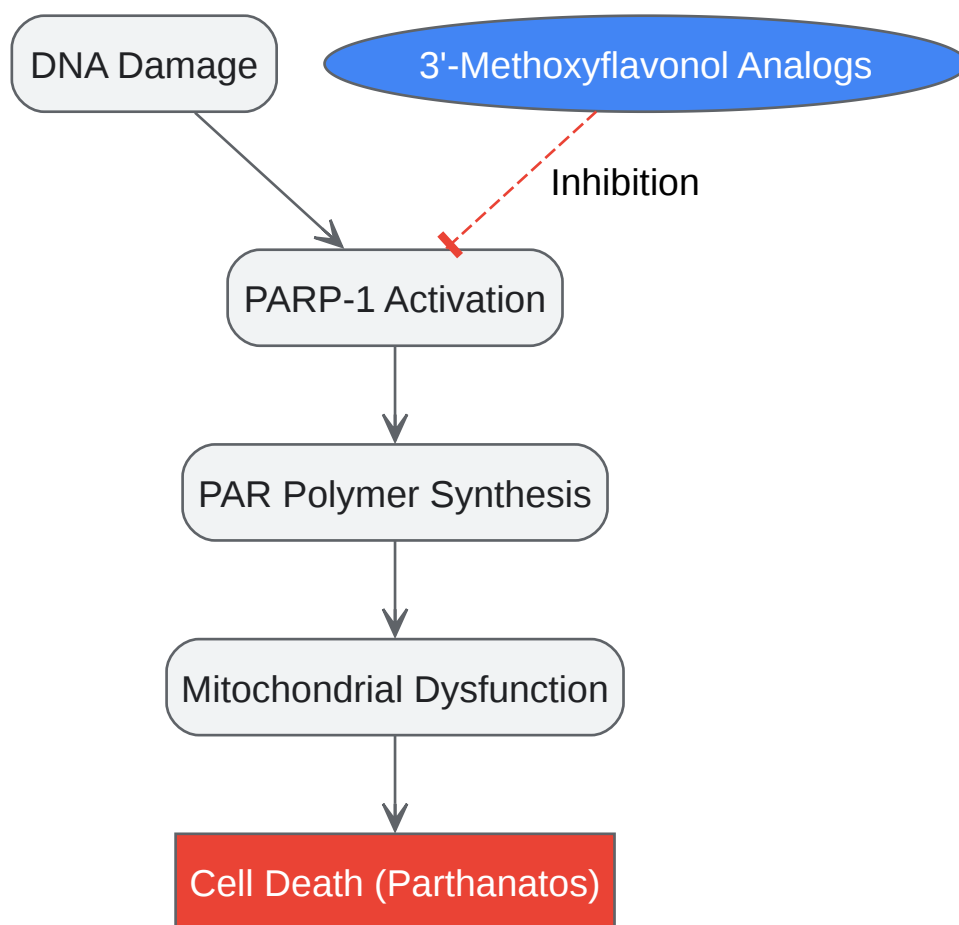 DNA Damage
3'-Methoxyflavonol Analogs
Inhibition
PARP-1 Activation
PAR Polymer Synthesis
Mitochondrial Dysfunction
Cell Death (Parthanatos)